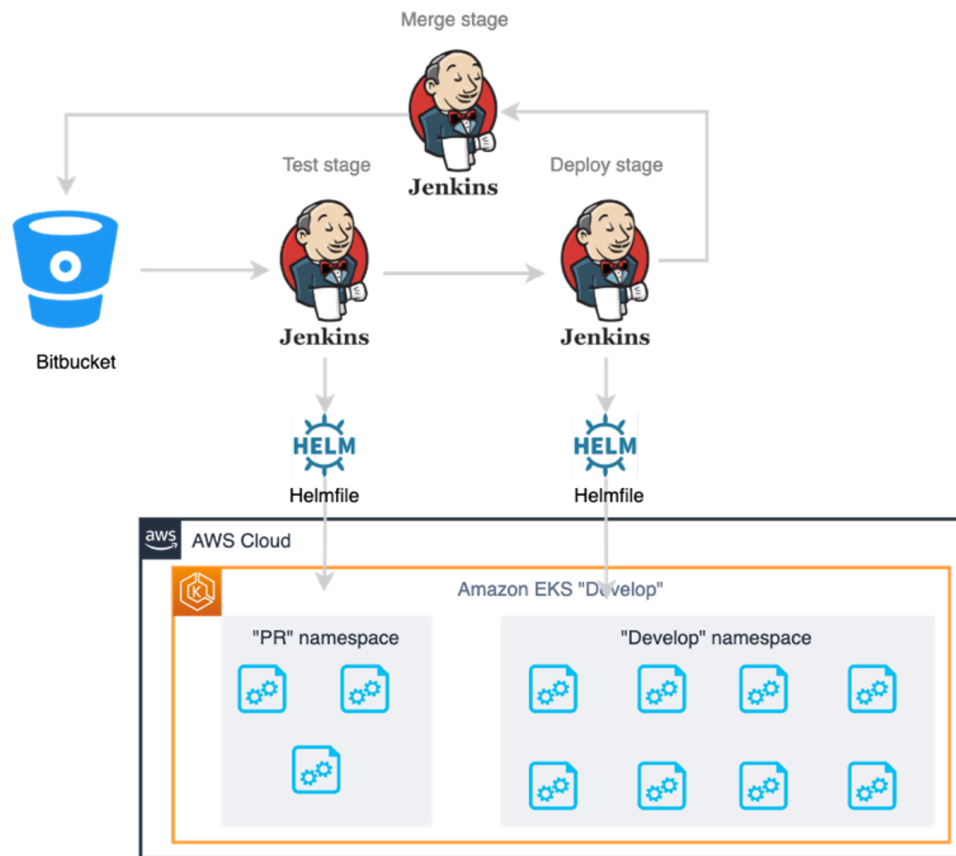 Merge stage
Jenkins
Test stage
Deploy stage
Jenkins
Jenkins
Bitbucket
HELM
HELM
Helmfile
Helmfile
aws
AWS Cloud
K
Amazon EKS "Develop"
"PR" namespace
"Develop" namespace